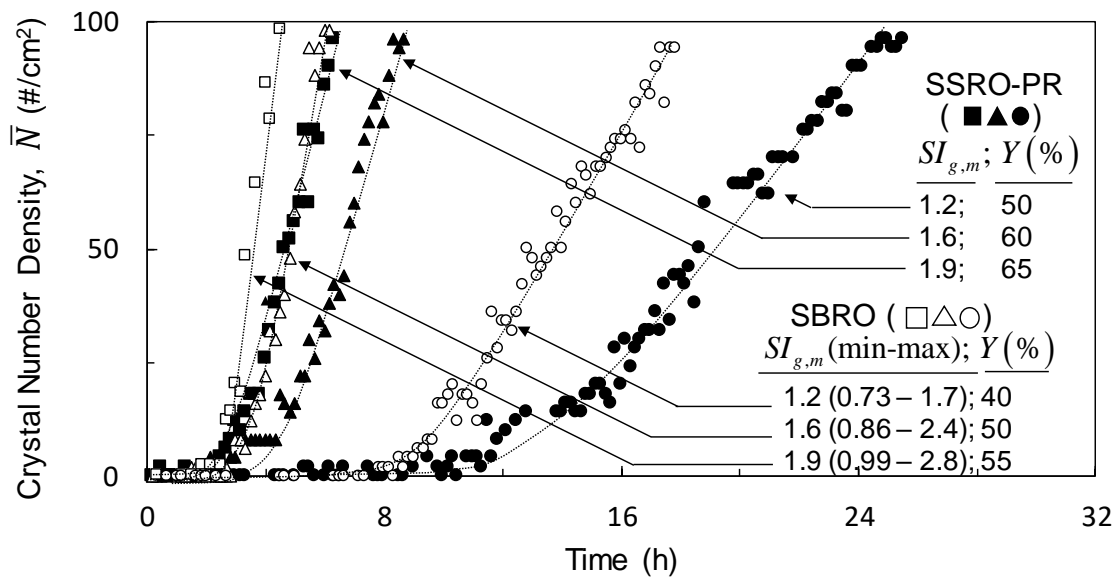 Crystal Number Density, N̅ (#/cm²)
100
50
0
0 8 16 24 32
Time (h)
SSRO-PR
( ■▲● )
SI_g,m; Y(%)
1.2; 50
1.6; 60
1.9; 65
SBRO ( □△○ )
SI_g,m (min-max); Y(%)
1.2 (0.73 – 1.7); 40
1.6 (0.86 – 2.4); 50
1.9 (0.99 – 2.8); 55